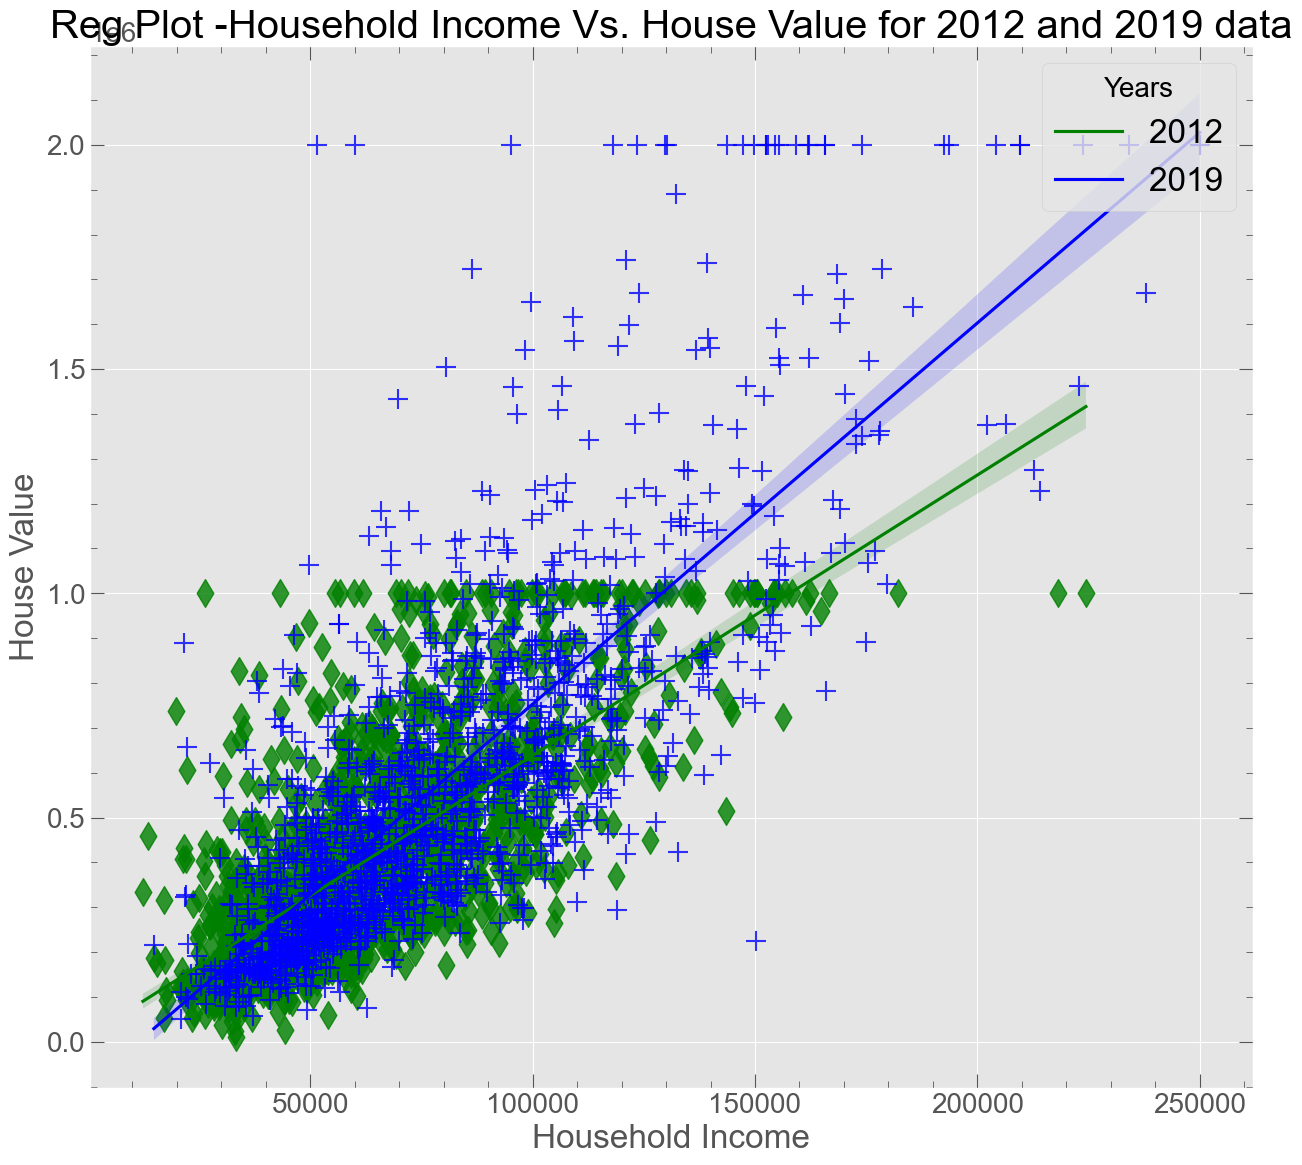 Reg Plot -Household Income Vs. House Value for 2012 and 2019 data
1e6
Years
2012
2019
2.0
1.5
1.0
0.5
0.0
House Value
50000 100000 150000 200000 250000
Household Income